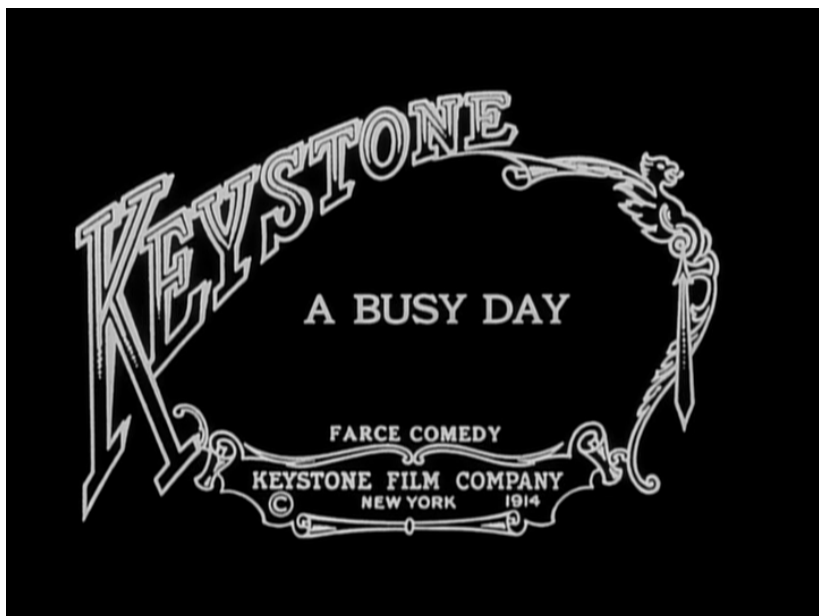 KEYSTONE
A BUSY DAY
FARCE COMEDY
KEYSTONE FILM COMPANY
© NEW YORK 1914